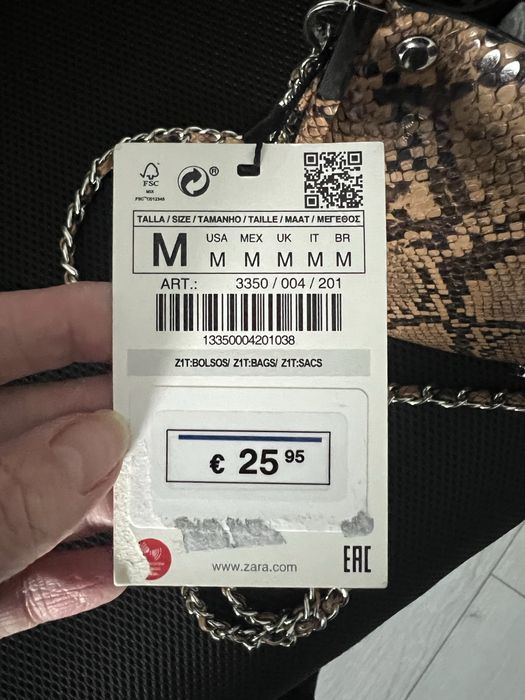 FSC
MIX
®
TALLA / SIZE / TAMANHO / TAILLE / MAAT / ΜΕΓΕΘΟΣ
M
USA MEX UK IT BR
M M M M M
ART.: 3350 / 004 / 201
13350004201038
Z1T:BOLSOS/ Z1T:BAGS/ Z1T:SACS
€ 25 95
www.zara.com
EAC